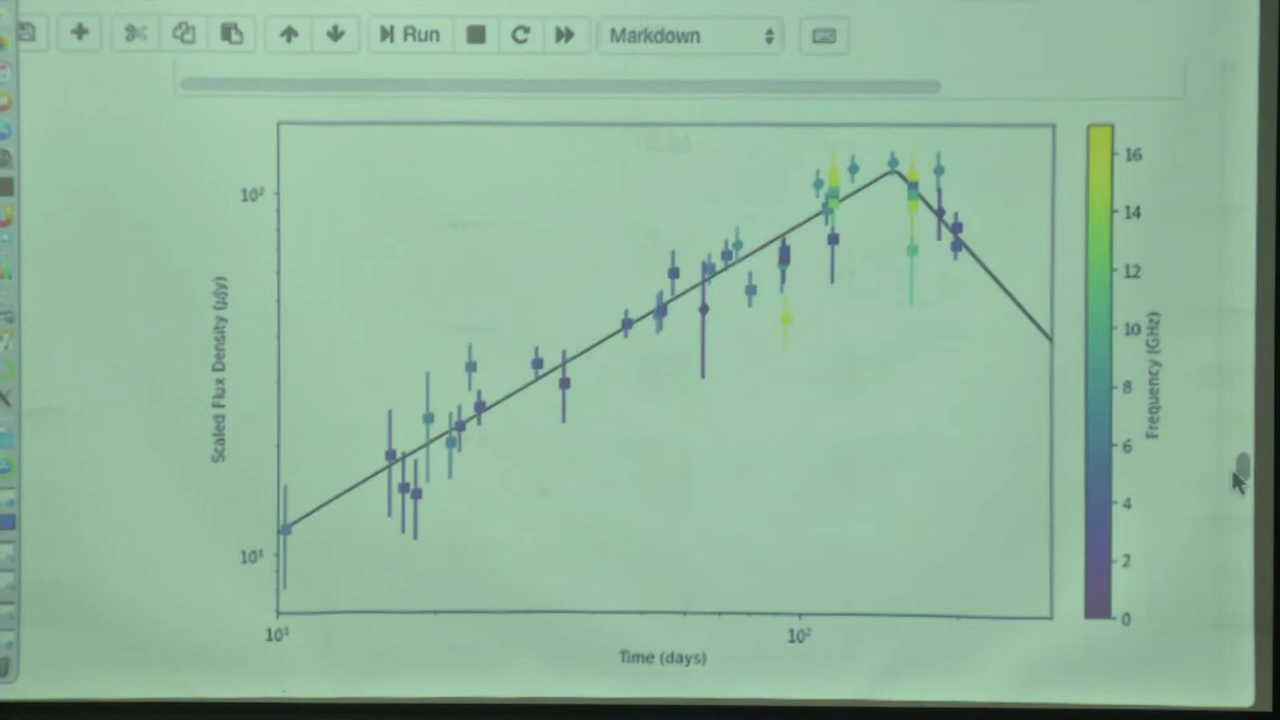 Run
Markdown
10²
10¹
10¹
10²
Time (days)
Scaled Flux Density (μJy)
16
14
12
10
8
6
4
2
0
Frequency (GHz)